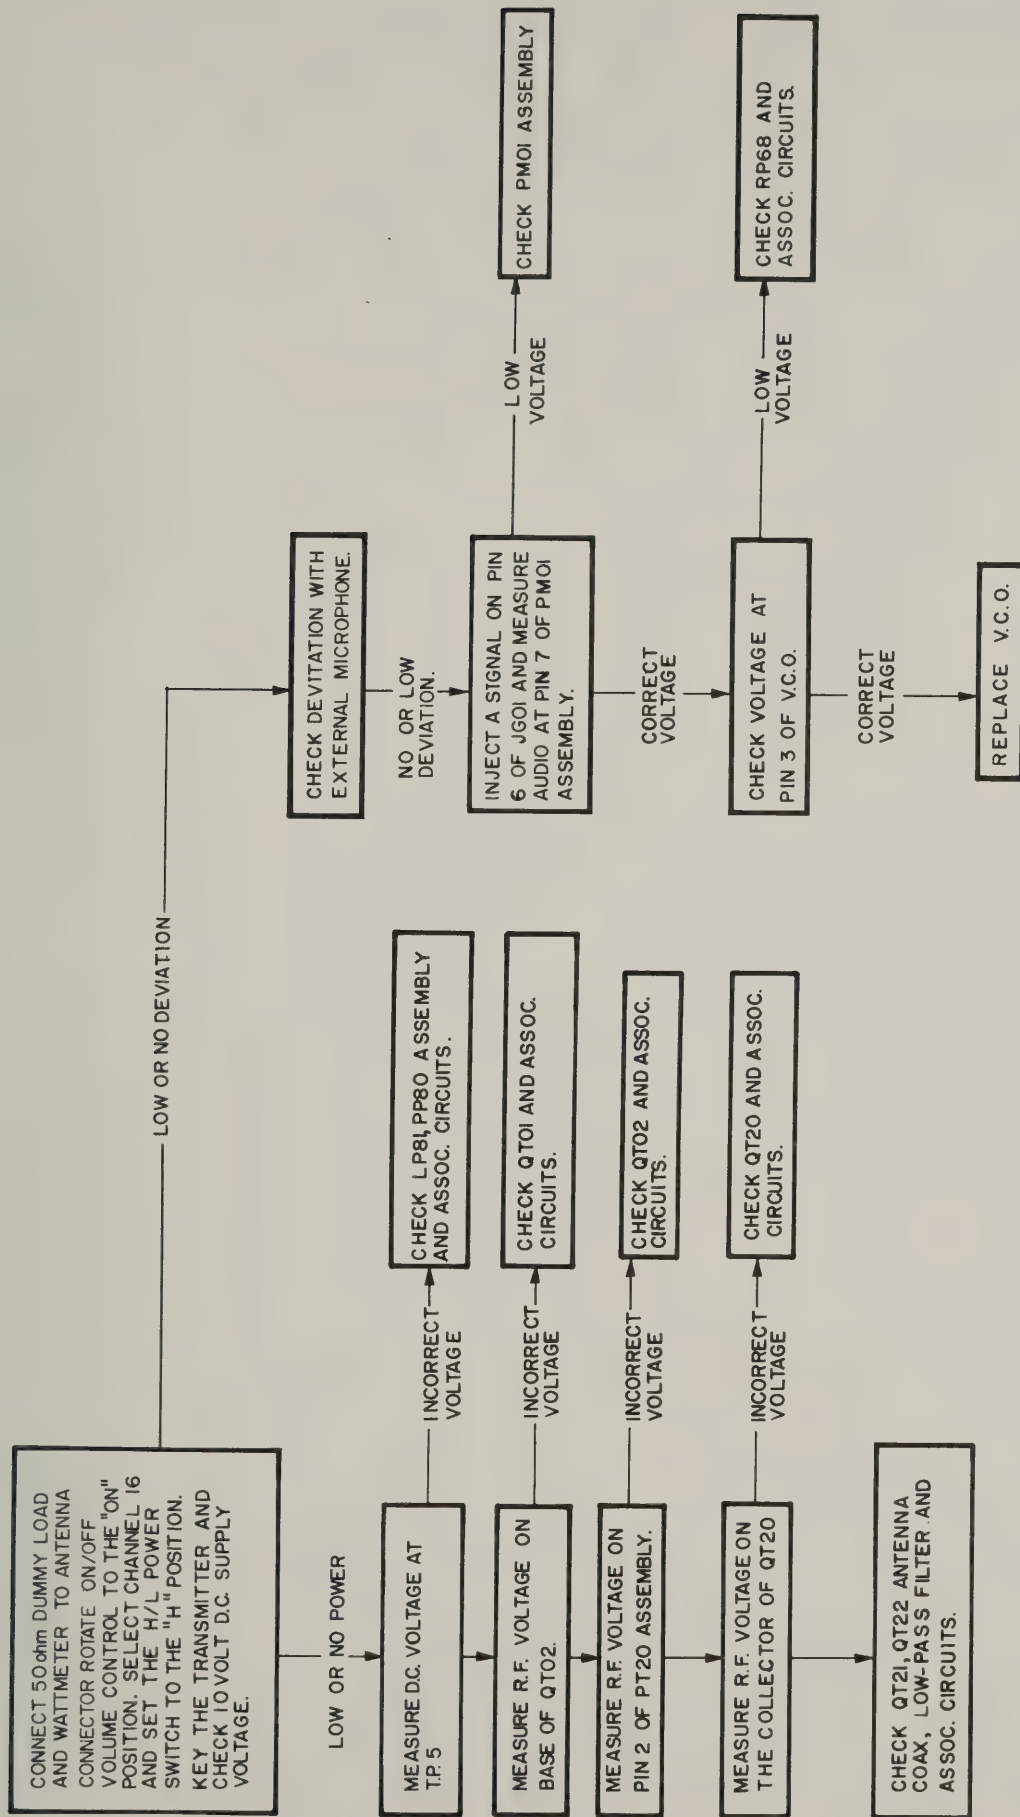 CONNECT 50 ohm DUMMY LOAD
AND WATTMETER TO ANTENNA
CONNECTOR ROTATE ON/OFF
VOLUME CONTROL TO THE "ON"
POSITION. SELECT CHANNEL 16
AND SET THE H/L POWER
SWITCH TO THE "H" POSITION.
KEY THE TRANSMITTER AND
CHECK 10 VOLT D.C. SUPPLY
VOLTAGE.
LOW OR NO POWER
MEASURE D.C. VOLTAGE AT
T.P. 5
INCORRECT
VOLTAGE
CHECK LP81, PP80 ASSEMBLY
AND ASSOC. CIRCUITS.
MEASURE R.F. VOLTAGE ON
BASE OF QT02.
INCORRECT
VOLTAGE
CHECK QT01 AND ASSOC.
CIRCUITS.
MEASURE R.F. VOLTAGE ON
PIN 2 OF PT20 ASSEMBLY.
INCORRECT
VOLTAGE
CHECK QT02 AND ASSOC.
CIRCUITS.
MEASURE R.F. VOLTAGE ON
THE COLLECTOR OF QT20
INCORRECT
VOLTAGE
CHECK QT20 AND ASSOC.
CIRCUITS.
CHECK QT21, QT22 ANTENNA
COAX, LOW-PASS FILTER AND
ASSOC. CIRCUITS.
LOW OR NO DEVIATION
CHECK DEVITATION WITH
EXTERNAL MICROPHONE.
NO OR LOW
DEVIATION.
INJECT A SIGNAL ON PIN
6 OF JG01 AND MEASURE
AUDIO AT PIN 7 OF PM01
ASSEMBLY.
LOW
VOLTAGE
CHECK PM01 ASSEMBLY
CORRECT
VOLTAGE
CHECK VOLTAGE AT
PIN 3 OF V.C.O.
LOW
VOLTAGE
CHECK RP68 AND
ASSOC. CIRCUITS.
CORRECT
VOLTAGE
REPLACE V.C.O.